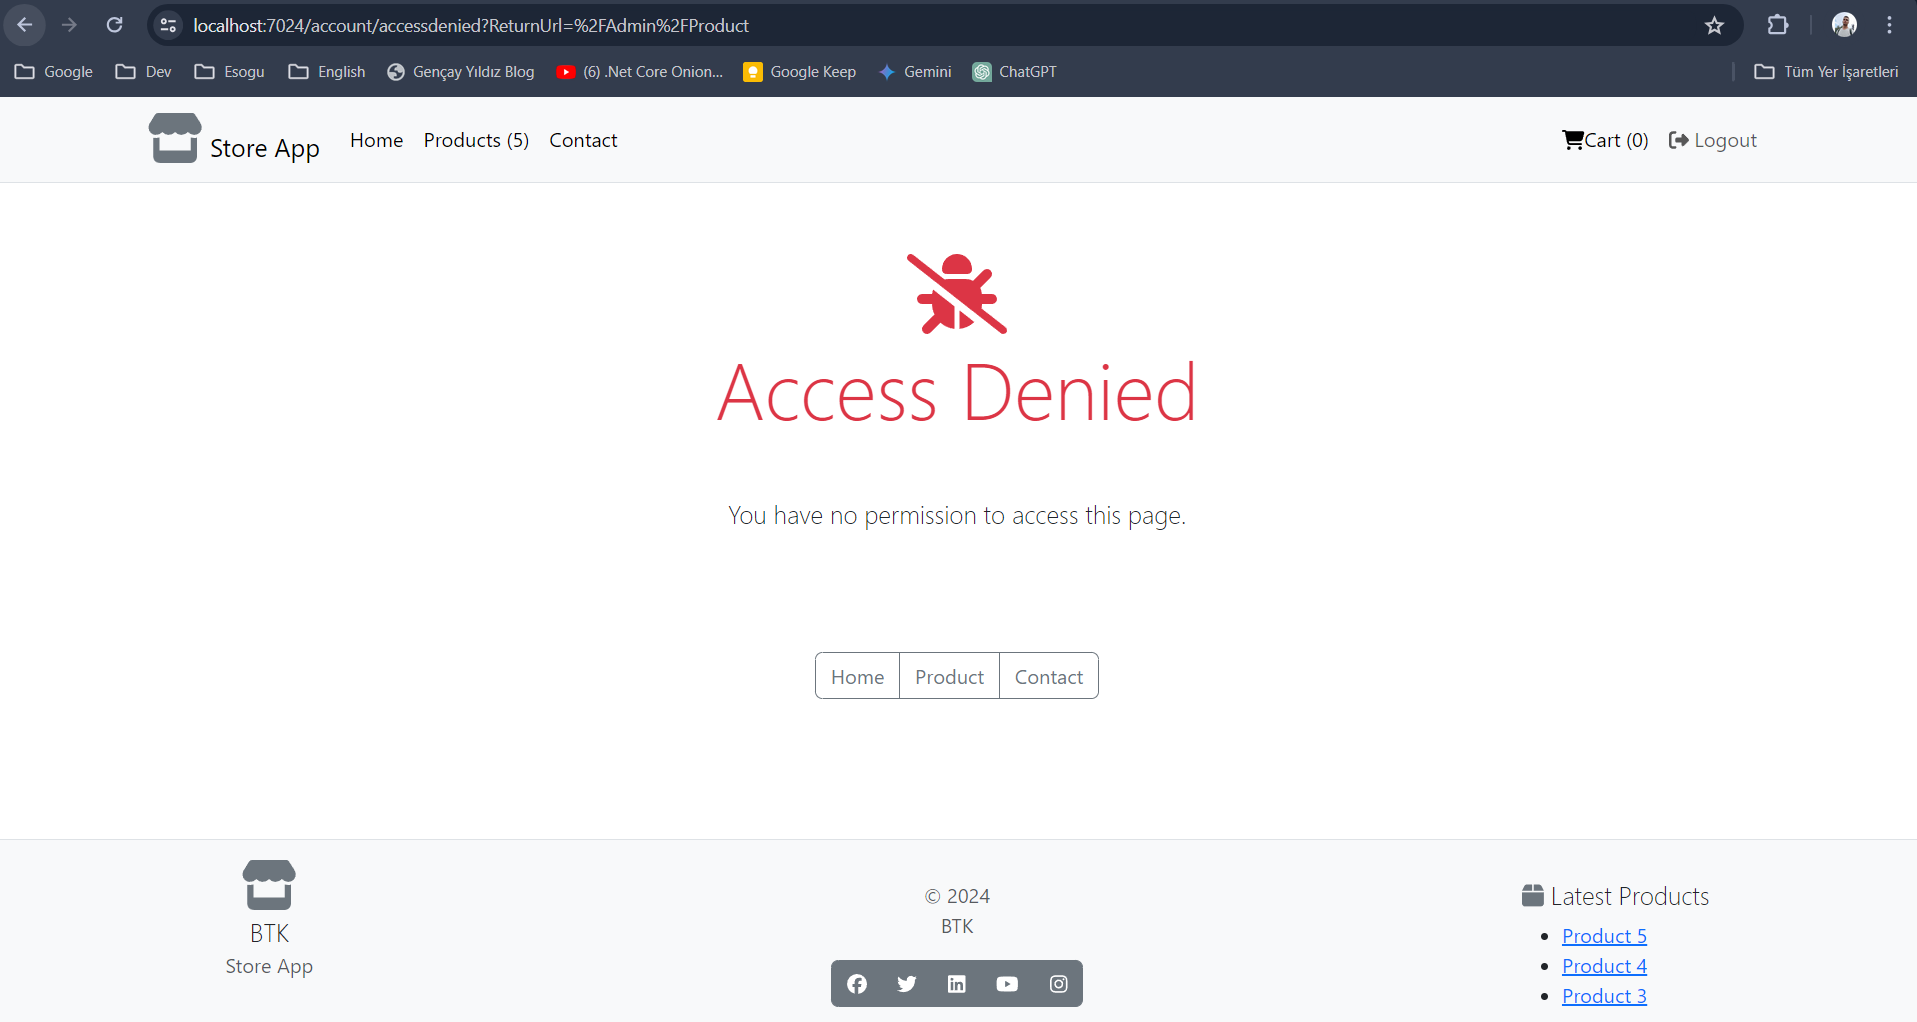 localhost:7024/account/accessdenied?ReturnUrl=%2FAdmin%2FProduct
Google Dev Esogu English Gençay Yıldız Blog (6) .Net Core Onion... Google Keep Gemini ChatGPT Tüm Yer İşaretleri
Store App Home Products (5) Contact Cart (0) Logout
Access Denied
You have no permission to access this page.
Home Product Contact
BTK
Store App
© 2024
BTK
Latest Products
Product 5
Product 4
Product 3